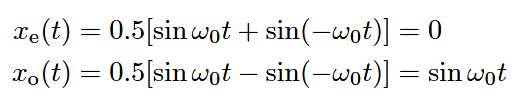 xₑ(t) = 0.5[sin ω₀t + sin(−ω₀t)] = 0
xₒ(t) = 0.5[sin ω₀t − sin(−ω₀t)] = sin ω₀t